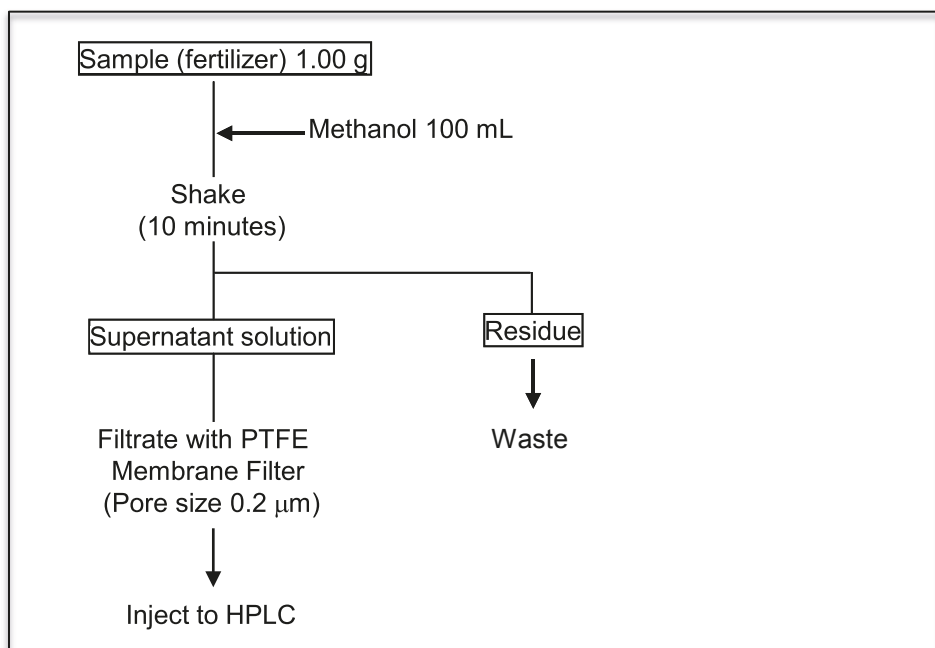 Sample (fertilizer) 1.00 g
Methanol 100 mL
Shake
(10 minutes)
Supernatant solution
Residue
Filtrate with PTFE
Membrane Filter
(Pore size 0.2 μm)
Waste
Inject to HPLC